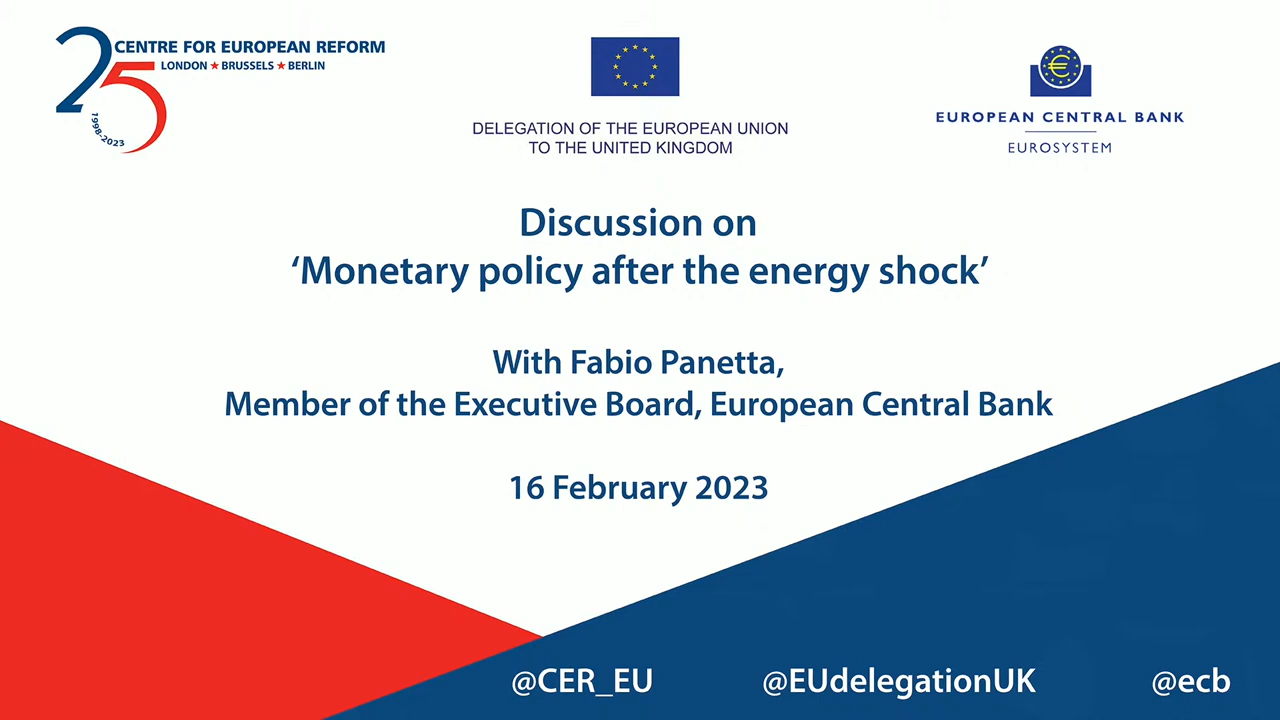 25
CENTRE FOR EUROPEAN REFORM
LONDON ★ BRUSSELS ★ BERLIN
1998-2023
DELEGATION OF THE EUROPEAN UNION
TO THE UNITED KINGDOM
€
EUROPEAN CENTRAL BANK
EUROSYSTEM
Discussion on
‘Monetary policy after the energy shock’
With Fabio Panetta,
Member of the Executive Board, European Central Bank
16 February 2023
@CER_EU
@EUdelegationUK
@ecb